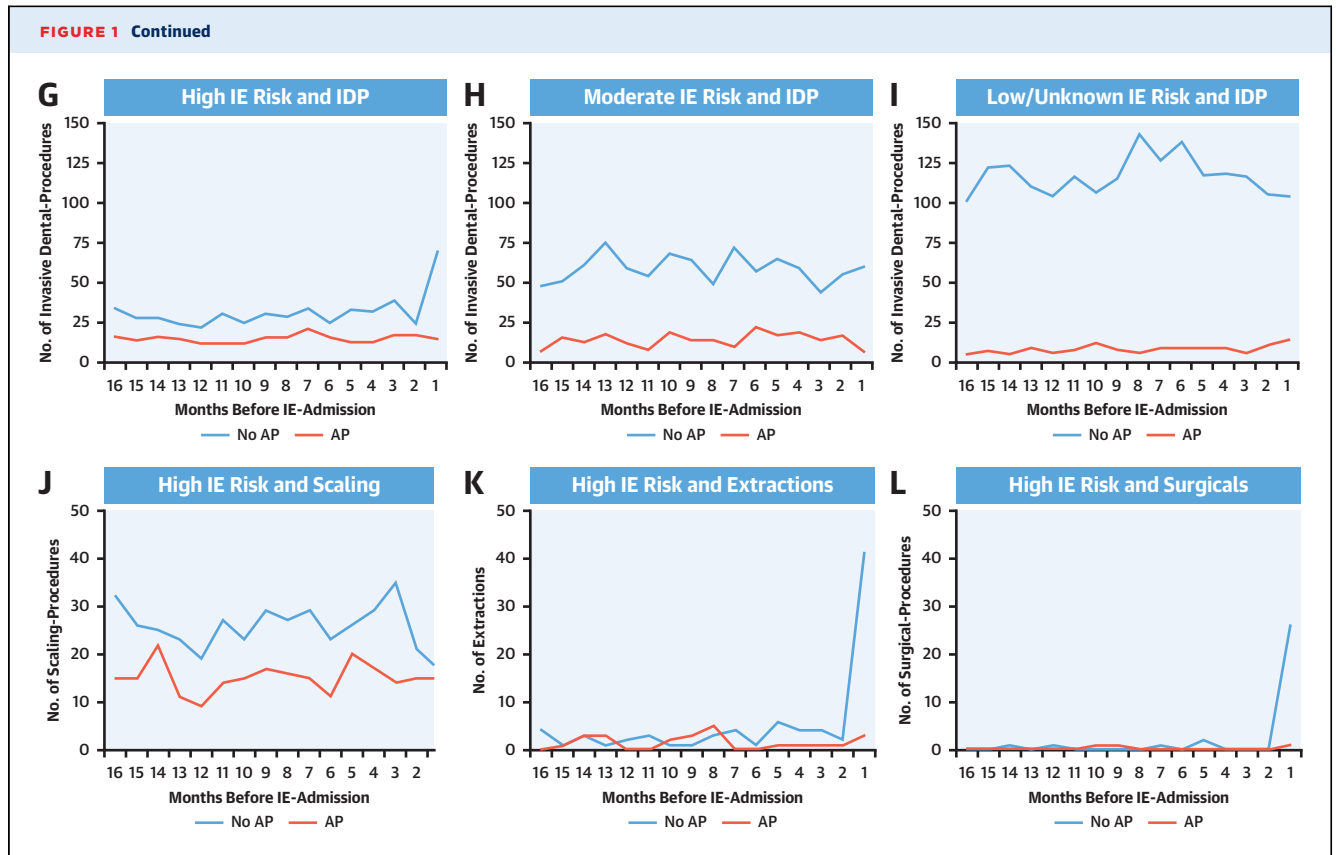 FIGURE 1 Continued
G
High IE Risk and IDP
No. of Invasive Dental-Procedures
150
125
100
75
50
25
0
16 15 14 13 12 11 10 9 8 7 6 5 4 3 2 1
Months Before IE-Admission
No AP AP
H
Moderate IE Risk and IDP
No. of Invasive Dental-Procedures
150
125
100
75
50
25
0
16 15 14 13 12 11 10 9 8 7 6 5 4 3 2 1
Months Before IE-Admission
No AP AP
I
Low/Unknown IE Risk and IDP
No. of Invasive Dental-Procedures
150
125
100
75
50
25
0
16 15 14 13 12 11 10 9 8 7 6 5 4 3 2 1
Months Before IE-Admission
No AP AP
J
High IE Risk and Scaling
No. of Scaling-Procedures
50
40
30
20
10
0
16 15 14 13 12 11 10 9 8 7 6 5 4 3 2
Months Before IE-Admission
No AP AP
K
High IE Risk and Extractions
No. of Extractions
50
40
30
20
10
0
16 15 14 13 12 11 10 9 8 7 6 5 4 3 2 1
Months Before IE-Admission
No AP AP
L
High IE Risk and Surgicals
No. of Surgical-Procedures
50
40
30
20
10
0
16 15 14 13 12 11 10 9 8 7 6 5 4 3 2 1
Months Before IE-Admission
No AP AP